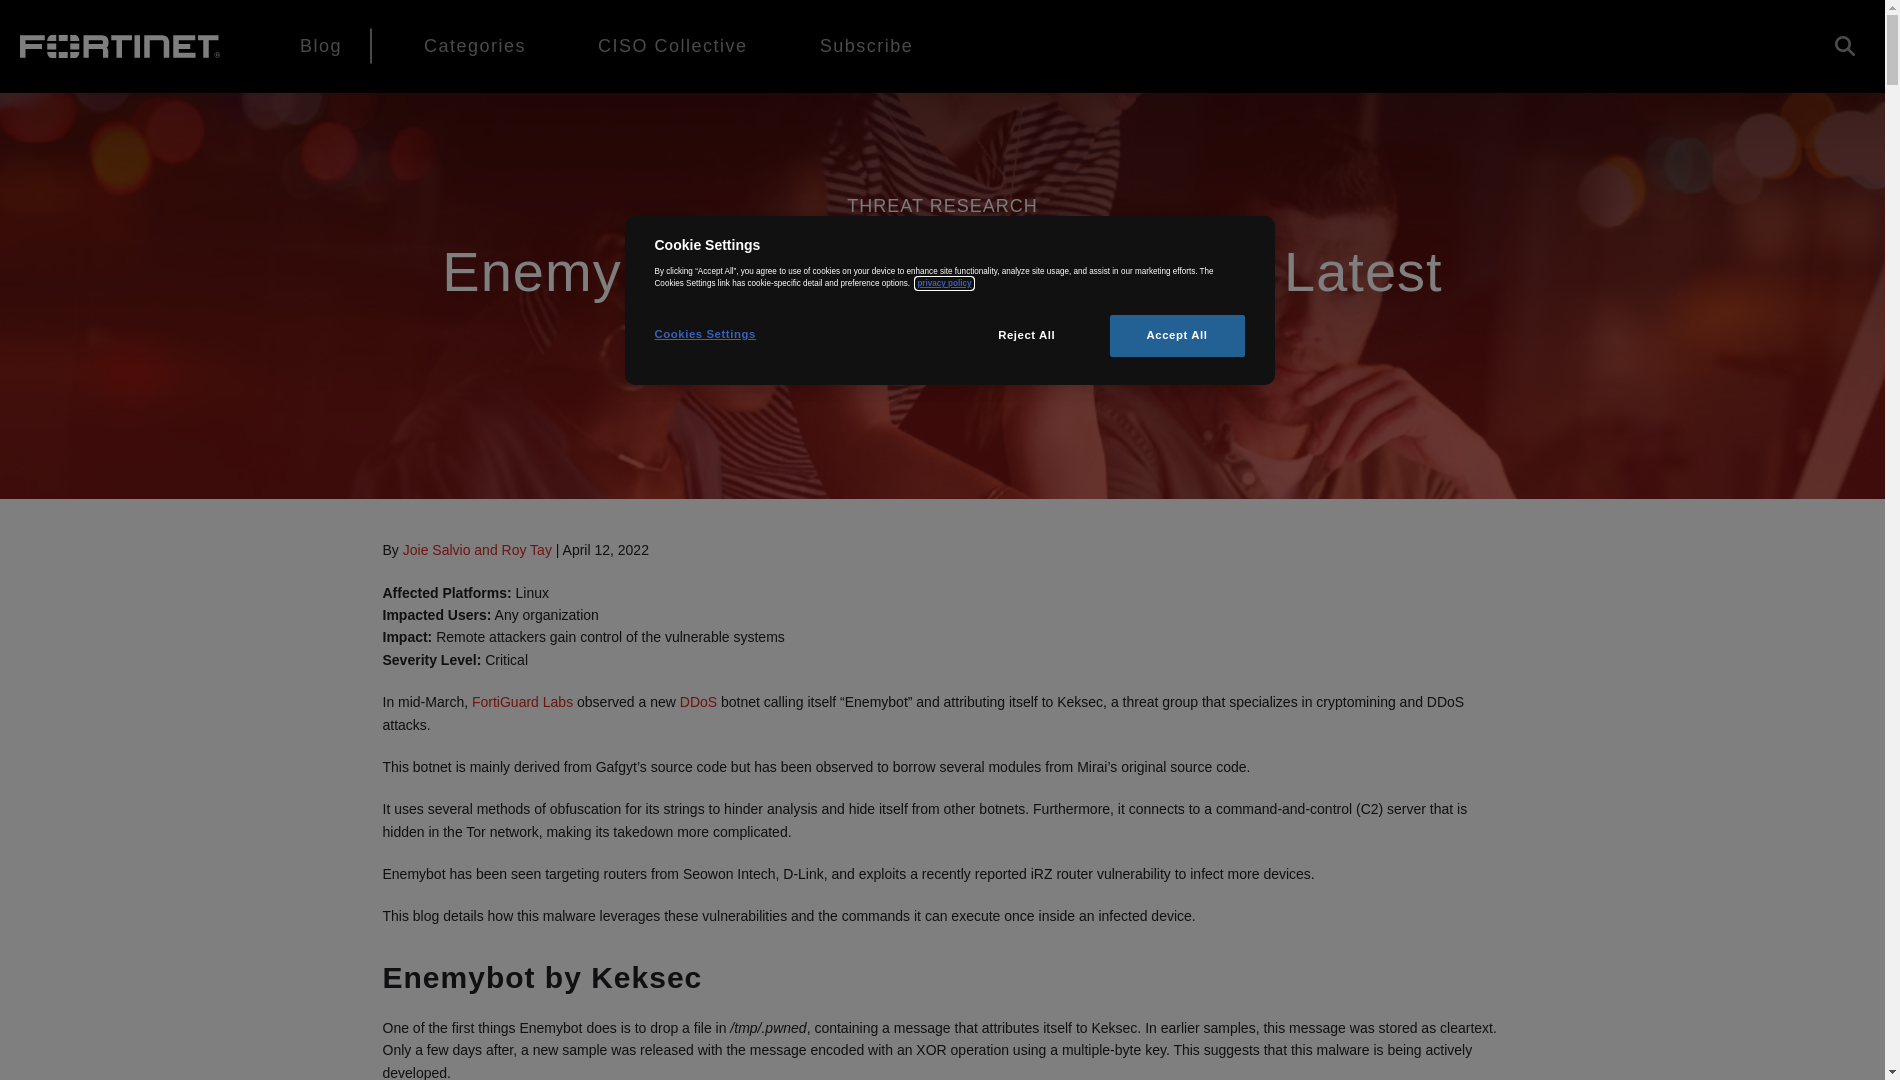 FORTINET
Blog
Categories
CISO Collective
Subscribe
THREAT RESEARCH
Enemy
Latest
Cookie Settings
By clicking “Accept All”, you agree to use of cookies on your device to enhance site functionality, analyze site usage, and assist in our marketing efforts. The
Cookies Settings link has cookie-specific detail and preference options. privacy policy
Cookies Settings
Reject All
Accept All
By Joie Salvio and Roy Tay | April 12, 2022
Affected Platforms: Linux
Impacted Users: Any organization
Impact: Remote attackers gain control of the vulnerable systems
Severity Level: Critical
In mid-March, FortiGuard Labs observed a new DDoS botnet calling itself “Enemybot” and attributing itself to Keksec, a threat group that specializes in cryptomining and DDoS
attacks.
This botnet is mainly derived from Gafgyt’s source code but has been observed to borrow several modules from Mirai’s original source code.
It uses several methods of obfuscation for its strings to hinder analysis and hide itself from other botnets. Furthermore, it connects to a command-and-control (C2) server that is
hidden in the Tor network, making its takedown more complicated.
Enemybot has been seen targeting routers from Seowon Intech, D-Link, and exploits a recently reported iRZ router vulnerability to infect more devices.
This blog details how this malware leverages these vulnerabilities and the commands it can execute once inside an infected device.
Enemybot by Keksec
One of the first things Enemybot does is to drop a file in /tmp/.pwned, containing a message that attributes itself to Keksec. In earlier samples, this message was stored as cleartext.
Only a few days after, a new sample was released with the message encoded with an XOR operation using a multiple-byte key. This suggests that this malware is being actively
developed.